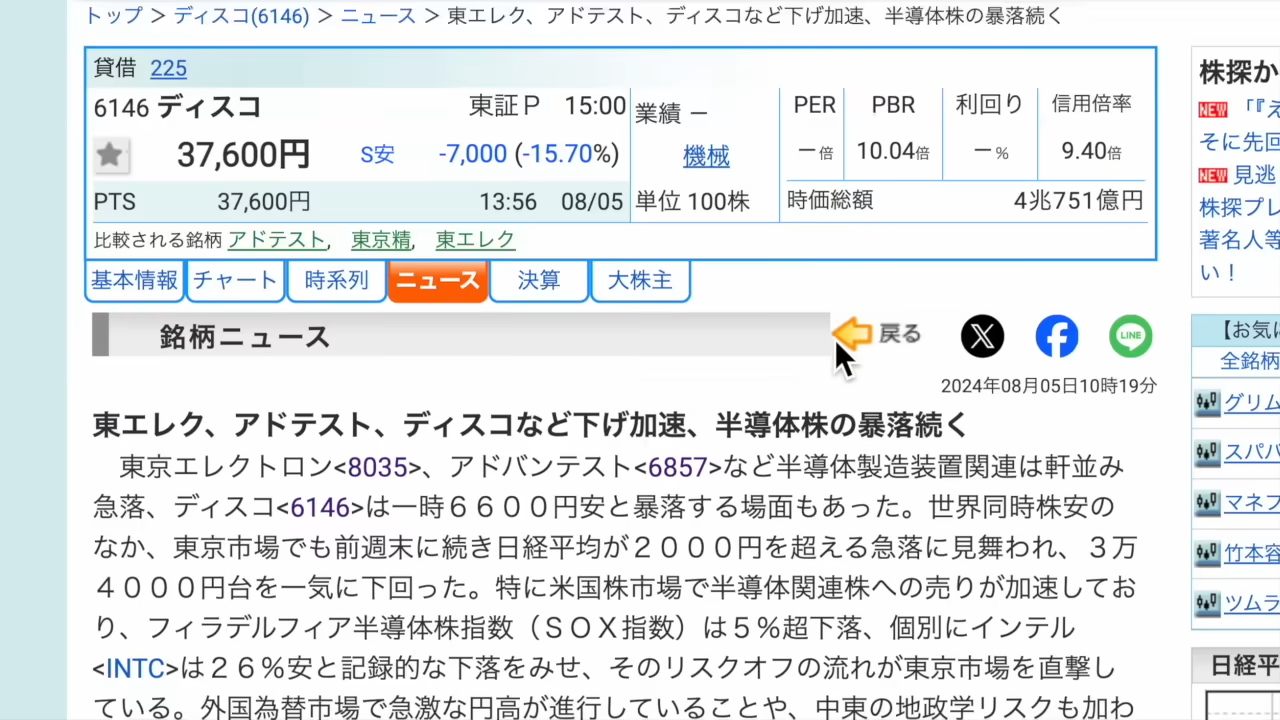 トップ > ディスコ(6146) > ニュース > 東エレク、アドテスト、ディスコなど下げ加速、半導体株の暴落続く
貸借 225
6146 ディスコ 東証Ｐ 15:00
37,600円 S安 -7,000 (-15.70%)
PTS 37,600円 13:56 08/05
業績 －
機械
単位 100株
PER PBR 利回り 信用倍率
－倍 10.04倍 －% 9.40倍
時価総額 4兆751億円
比較される銘柄 アドテスト, 東京精, 東エレク
基本情報 チャート 時系列 ニュース 決算 大株主
銘柄ニュース
戻る
LINE
2024年08月05日10時19分
東エレク、アドテスト、ディスコなど下げ加速、半導体株の暴落続く
　東京エレクトロン<8035>、アドバンテスト<6857>など半導体製造装置関連は軒並み
急落、ディスコ<6146>は一時６６００円安と暴落する場面もあった。世界同時株安の
なか、東京市場でも前週末に続き日経平均が２０００円を超える急落に見舞われ、３万
４０００円台を一気に下回った。特に米国株市場で半導体関連株への売りが加速してお
り、フィラデルフィア半導体株指数（ＳＯＸ指数）は５％超下落、個別にインテル
<INTC>は２６％安と記録的な下落をみせ、そのリスクオフの流れが東京市場を直撃し
ている。外国為替市場で急激な円高が進行していることや、中東の地政学リスクも加わ
株探か
NEW 「『え
そに先回
NEW 見逃
株探プレ
著名人等
い！
【お気に
全銘柄
グリム
スパバ
マネフ
竹本容
ツムラ
日経平